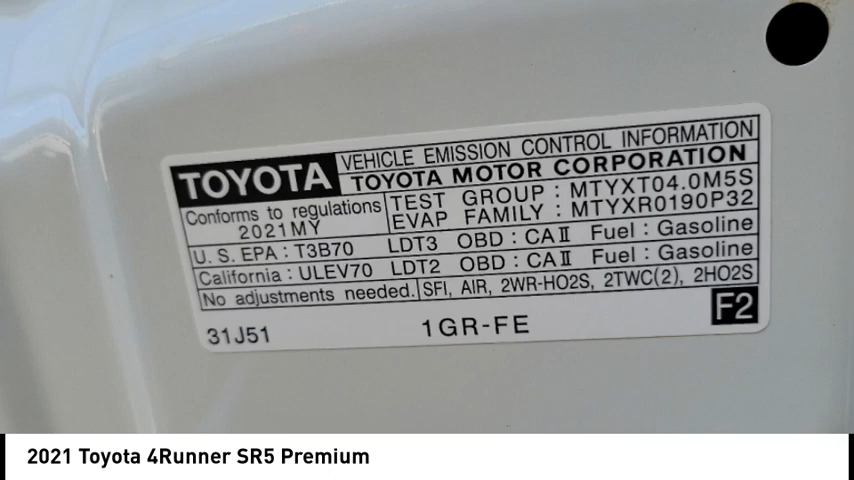 TOYOTA
VEHICLE EMISSION CONTROL INFORMATION
TOYOTA MOTOR CORPORATION
Conforms to regulations
2021MY
TEST GROUP : MTYXT04.0M5S
EVAP FAMILY : MTYXR0190P32
U. S. EPA : T3B70 LDT3 OBD : CAⅡ Fuel : Gasoline
California : ULEV70 LDT2 OBD : CAⅡ Fuel : Gasoline
No adjustments needed. SFI, AIR, 2WR-HO2S, 2TWC(2), 2HO2S
31J51 1GR-FE F2
2021 Toyota 4Runner SR5 Premium